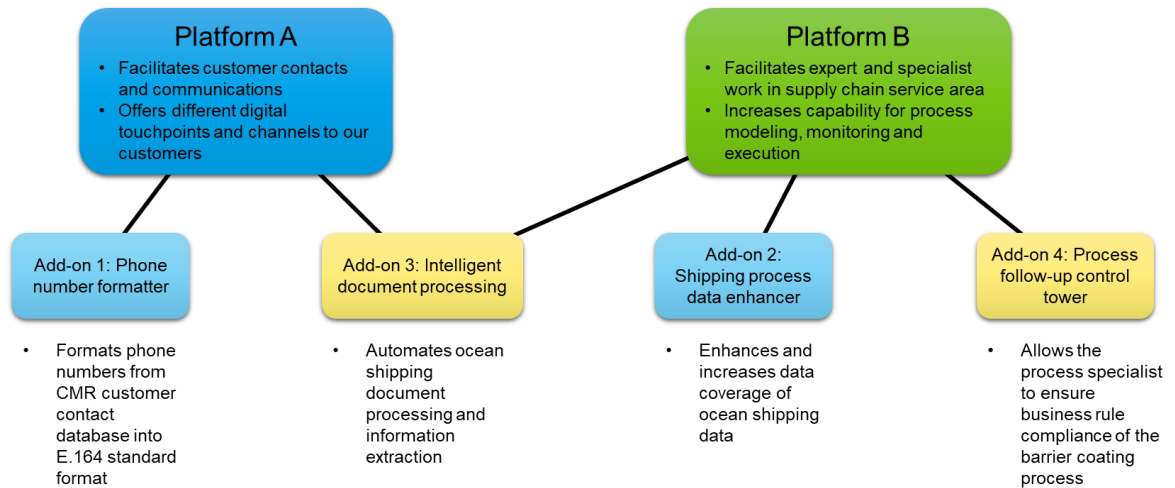 Platform A
• Facilitates customer contacts
and communications
• Offers different digital
touchpoints and channels to our
customers
Platform B
• Facilitates expert and specialist
work in supply chain service area
• Increases capability for process
modeling, monitoring and
execution
Add-on 1: Phone
number formatter
Add-on 3: Intelligent
document processing
Add-on 2:
Shipping process
data enhancer
Add-on 4: Process
follow-up control
tower
• Formats phone
numbers from
CMR customer
contact
database into
E.164 standard
format
• Automates ocean
shipping
document
processing and
information
extraction
• Enhances and
increases data
coverage of
ocean shipping
data
• Allows the
process specialist
to ensure
business rule
compliance of the
barrier coating
process